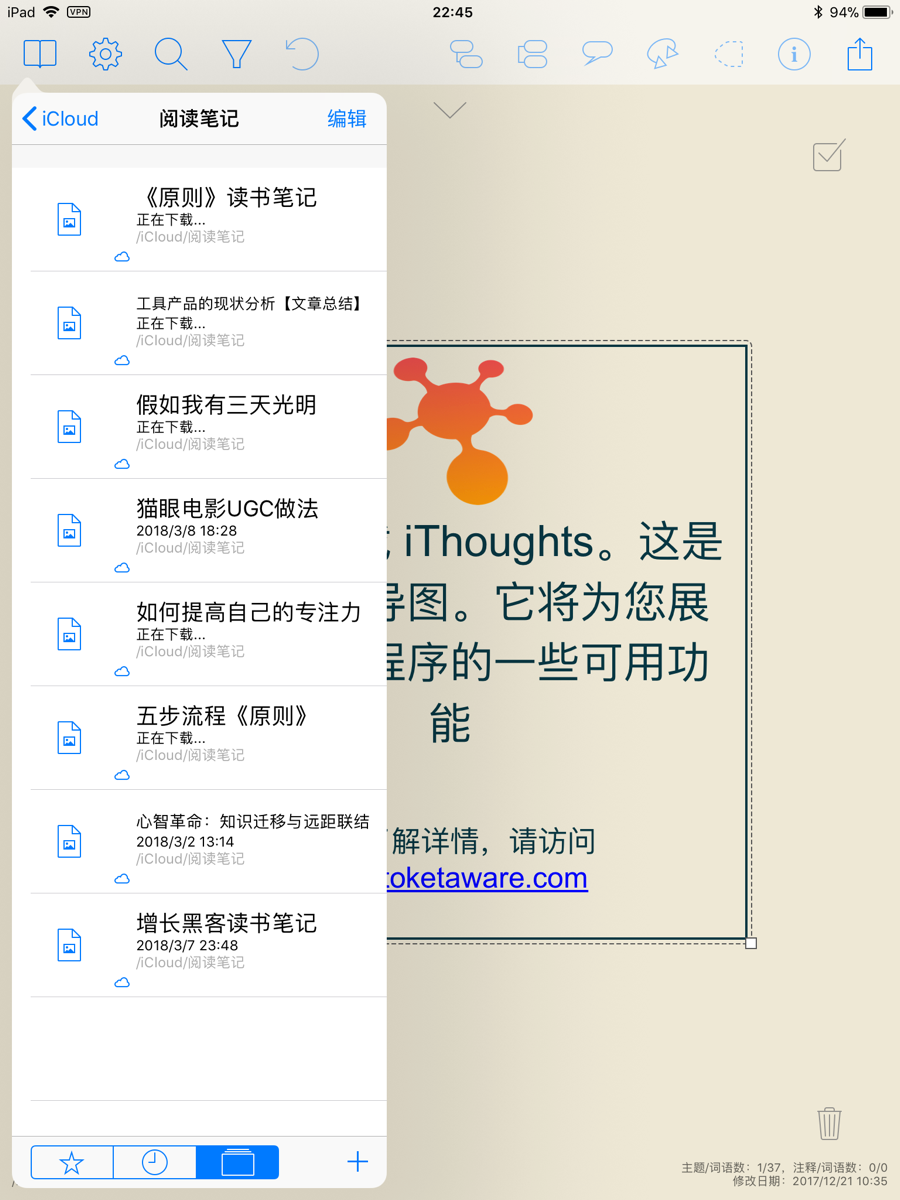 iPad VPN 22:45 94%
iCloud 阅读笔记 编辑
《原则》读书笔记
正在下载...
/iCloud/阅读笔记
工具产品的现状分析【文章总结】
正在下载...
/iCloud/阅读笔记
假如我有三天光明
正在下载...
/iCloud/阅读笔记
猫眼电影UGC做法
2018/3/8 18:28
/iCloud/阅读笔记
如何提高自己的专注力
正在下载...
/iCloud/阅读笔记
五步流程《原则》
正在下载...
/iCloud/阅读笔记
心智革命：知识迁移与远距联结
2018/3/2 13:14
/iCloud/阅读笔记
增长黑客读书笔记
2018/3/7 23:48
/iCloud/阅读笔记
iThoughts。这是
导图。它将为您展
程序的一些可用功
能
解详情，请访问
toketaware.com
主题/词语数：1/37，注释/词语数：0/0
修改日期：2017/12/21 10:35